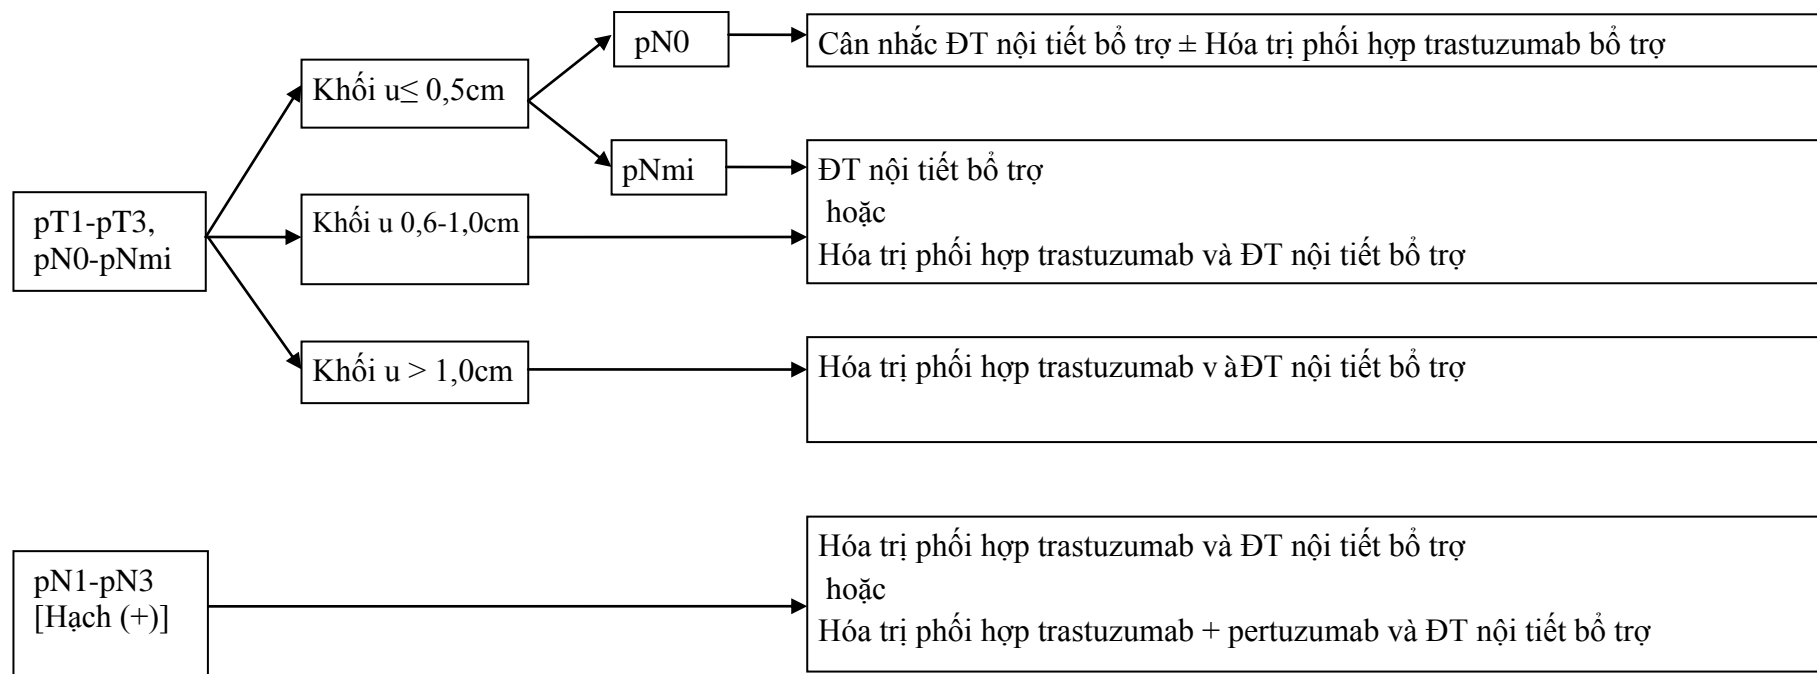 pN0
Cân nhắc ĐT nội tiết bổ trợ ± Hóa trị phối hợp trastuzumab bổ trợ
Khối u≤ 0,5cm
pNmi
ĐT nội tiết bổ trợ
hoặc
Hóa trị phối hợp trastuzumab và ĐT nội tiết bổ trợ
pT1-pT3,
pN0-pNmi
Khối u 0,6-1,0cm
Khối u > 1,0cm
Hóa trị phối hợp trastuzumab v àĐT nội tiết bổ trợ
pN1-pN3
[Hạch (+)]
Hóa trị phối hợp trastuzumab và ĐT nội tiết bổ trợ
hoặc
Hóa trị phối hợp trastuzumab + pertuzumab và ĐT nội tiết bổ trợ